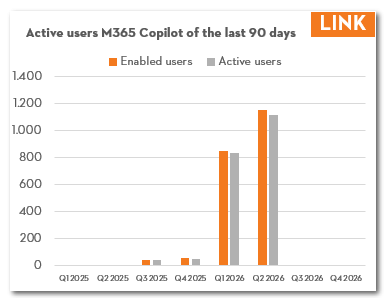 Active users M365 Copilot of the last 90 days
LINK
Enabled users Active users
1.400
1.200
1.000
800
600
400
200
0
Q1 2025 Q2 2025 Q3 2025 Q4 2025 Q1 2026 Q2 2026 Q3 2026 Q4 2026